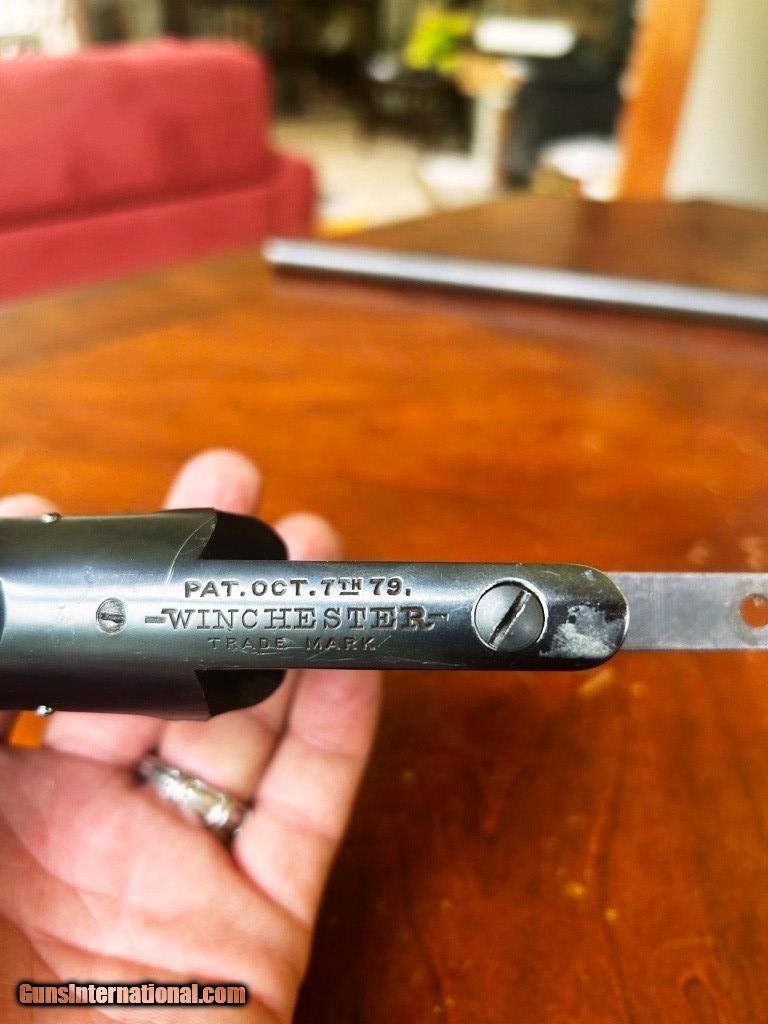 PAT. OCT. 7TH 79.
-WINCHESTER-
TRADE MARK
GunsInternational.com